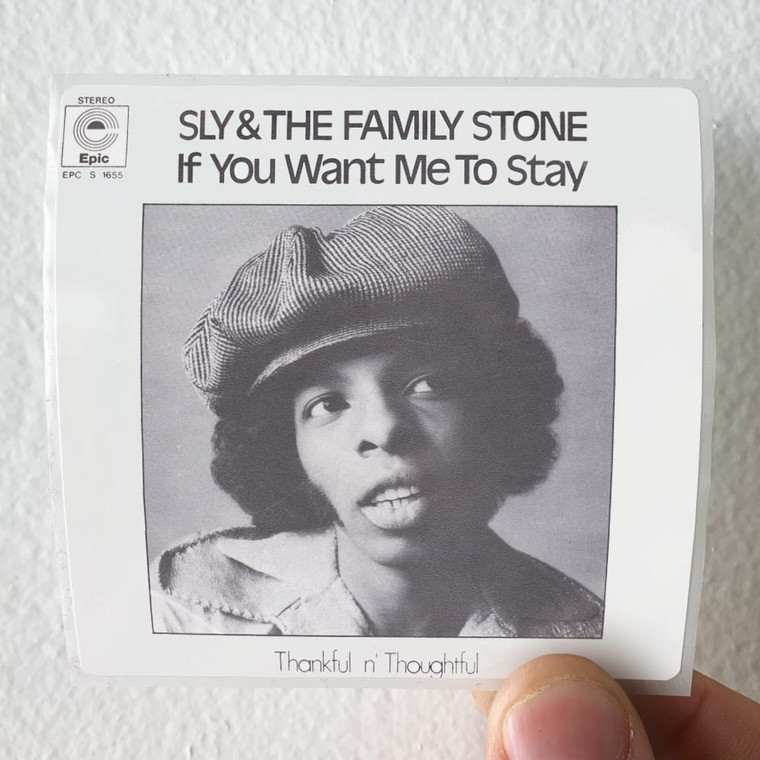 STEREO
Epic
EPC S 1655
SLY & THE FAMILY STONE
If You Want Me To Stay
Thankful n' Thoughtful